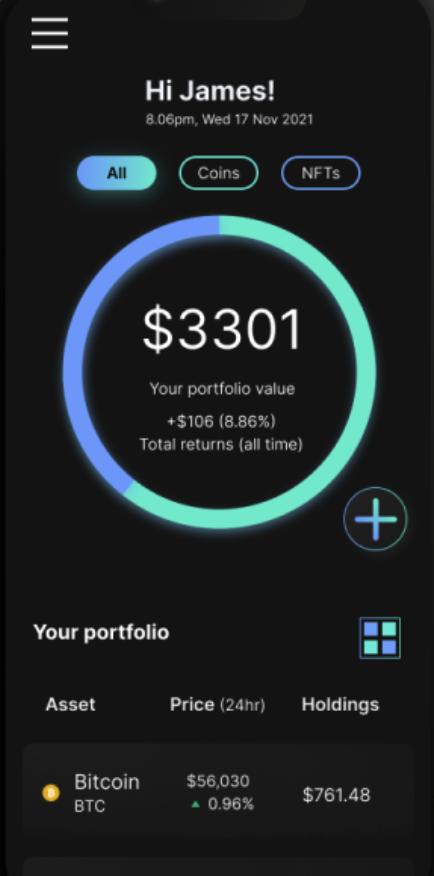 Hi James!
8.06pm, Wed 17 Nov 2021
All Coins NFTs
$3301
Your portfolio value
+$106 (8.86%)
Total returns (all time)
Your portfolio
Asset Price (24hr) Holdings
Bitcoin $56,030
BTC 0.96% $761.48